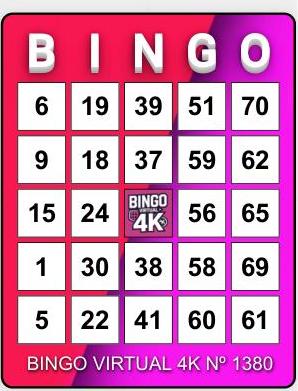 B I N G O
6 19 39 51 70
9 18 37 59 62
15 24 BINGO VIRTUAL 4K 56 65
1 30 38 58 69
5 22 41 60 61
BINGO VIRTUAL 4K Nº 1380